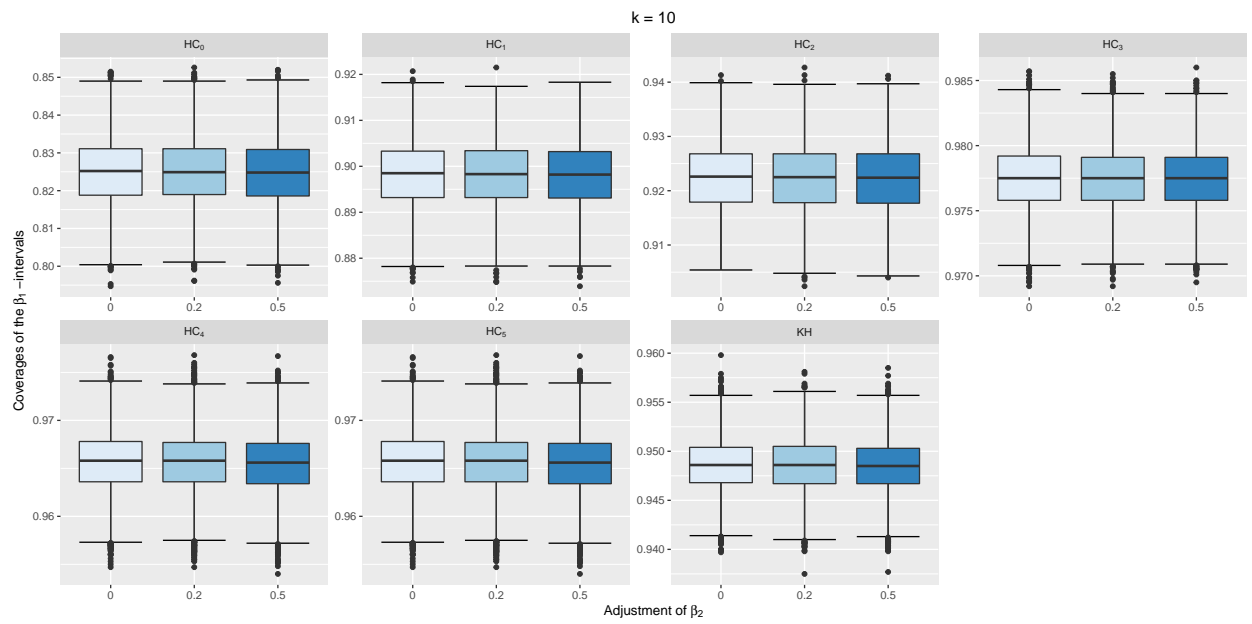 k = 10
HC₀
HC₁
HC₂
HC₃
Coverages of the β₁ −intervals
0.85
0.84
0.83
0.82
0.81
0.80
0 0.2 0.5
0.92
0.91
0.90
0.89
0.88
0 0.2 0.5
0.94
0.93
0.92
0.91
0 0.2 0.5
0.985
0.980
0.975
0.970
0 0.2 0.5
HC₄
HC₅
KH
0.97
0.96
0 0.2 0.5
0.97
0.96
0 0.2 0.5
0.960
0.955
0.950
0.945
0.940
0 0.2 0.5
Adjustment of β₂